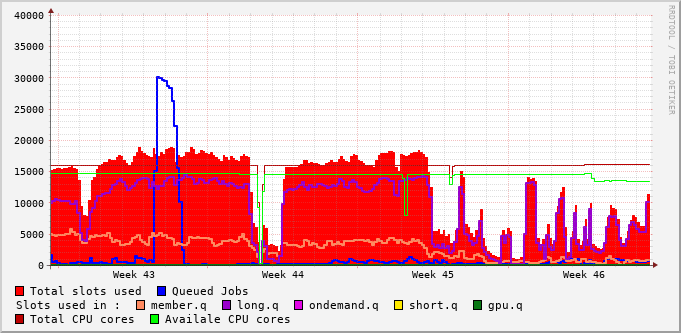 40000
35000
30000
25000
20000
15000
10000
5000
0
Week 43 Week 44 Week 45 Week 46
RRDTOOL / TOBI OETIKER
Total slots used Queued Jobs
Slots used in : member.q long.q ondemand.q short.q gpu.q
Total CPU cores Availale CPU cores